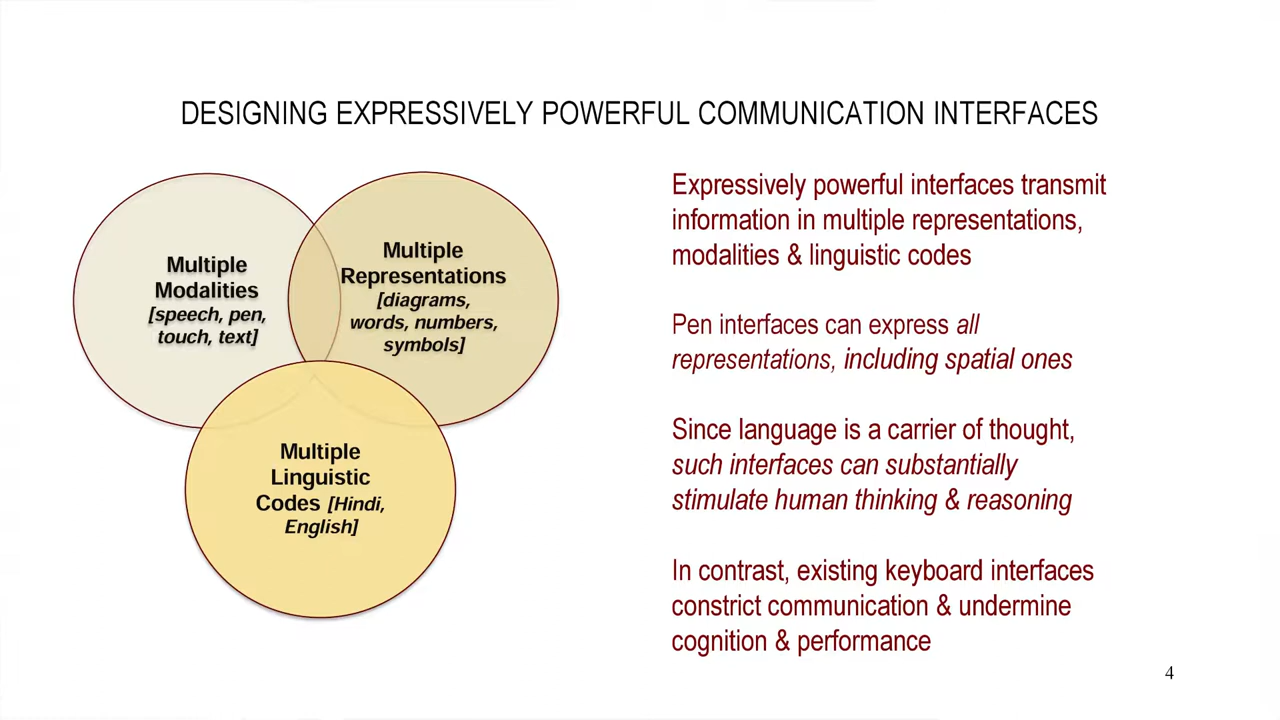 DESIGNING EXPRESSIVELY POWERFUL COMMUNICATION INTERFACES
Multiple
Modalities
[speech, pen,
touch, text]
Multiple
Representations
[diagrams,
words, numbers,
symbols]
Multiple
Linguistic
Codes [Hindi,
English]
Expressively powerful interfaces transmit
information in multiple representations,
modalities & linguistic codes
Pen interfaces can express all
representations, including spatial ones
Since language is a carrier of thought,
such interfaces can substantially
stimulate human thinking & reasoning
In contrast, existing keyboard interfaces
constrict communication & undermine
cognition & performance
4